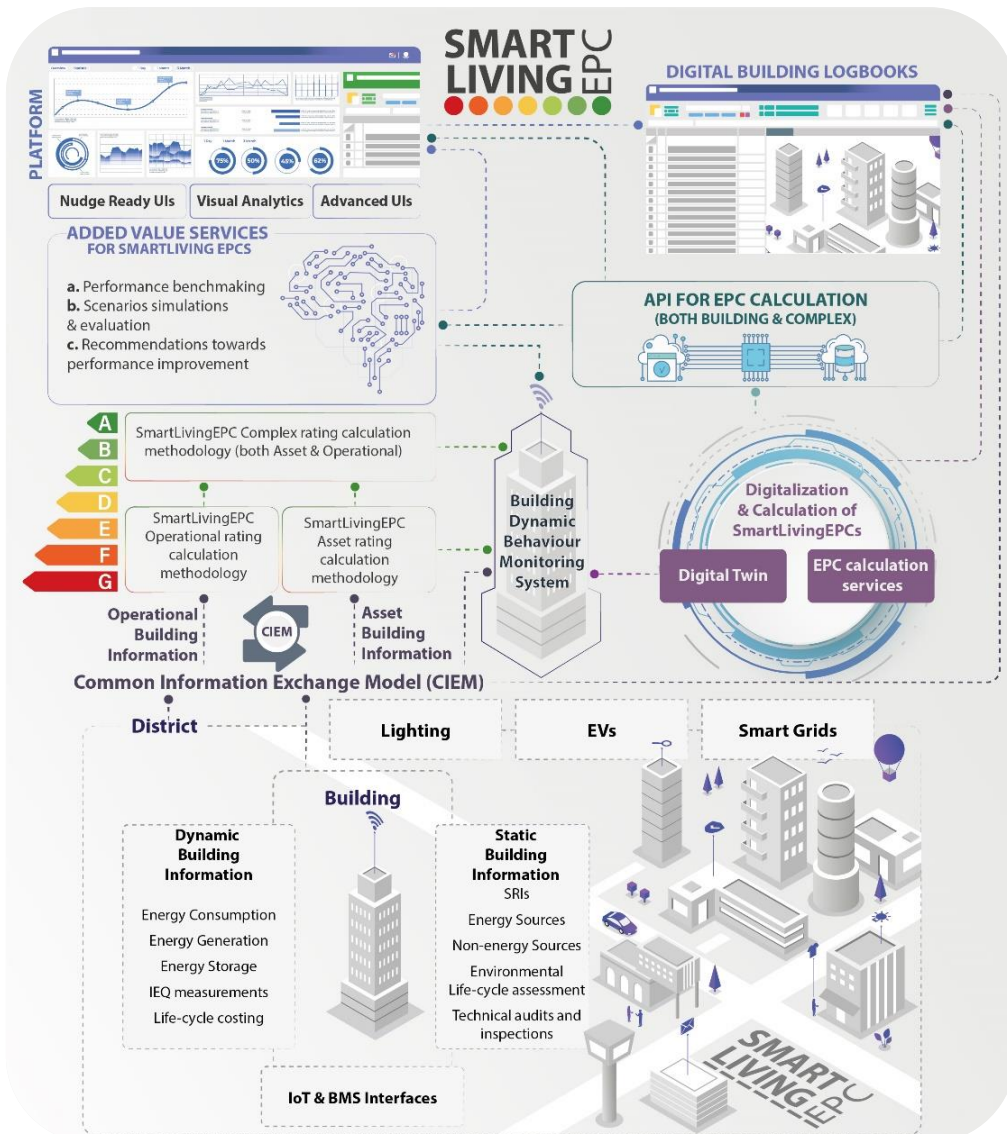 SMART
LIVING
EPC
PLATFORM
75%
50%
45%
62%
Nudge Ready UIs
Visual Analytics
Advanced UIs
DIGITAL BUILDING LOGBOOKS
ADDED VALUE SERVICES
FOR SMARTLIVING EPCS
a. Performance benchmaking
b. Scenarios simulations
& evaluation
c. Recommendations towards
performance improvement
API FOR EPC CALCULATION
(BOTH BUILDING & COMPLEX)
A
B
C
D
E
F
G
SmartLivingEPC Complex rating calculation
methodology (both Asset & Operational)
SmartLivingEPC
Operational rating
calculation
methodology
SmartLivingEPC
Asset rating
calculation
methodology
Building
Dynamic
Behaviour
Monitoring
System
Digitalization
& Calculation of
SmartLivingEPCs
Digital Twin
EPC calculation
services
Operational
Building
Information
CIEM
Asset
Building
Information
Common Information Exchange Model (CIEM)
District
Lighting
EVs
Smart Grids
Building
Dynamic
Building
Information
Energy Consumption
Energy Generation
Energy Storage
IEQ measurements
Life-cycle costing
Static
Building
Information
SRIs
Energy Sources
Non-energy Sources
Environmental
Life-cycle assessment
Technical audits and
inspections
IoT & BMS Interfaces
SMART
LIVING
EPC